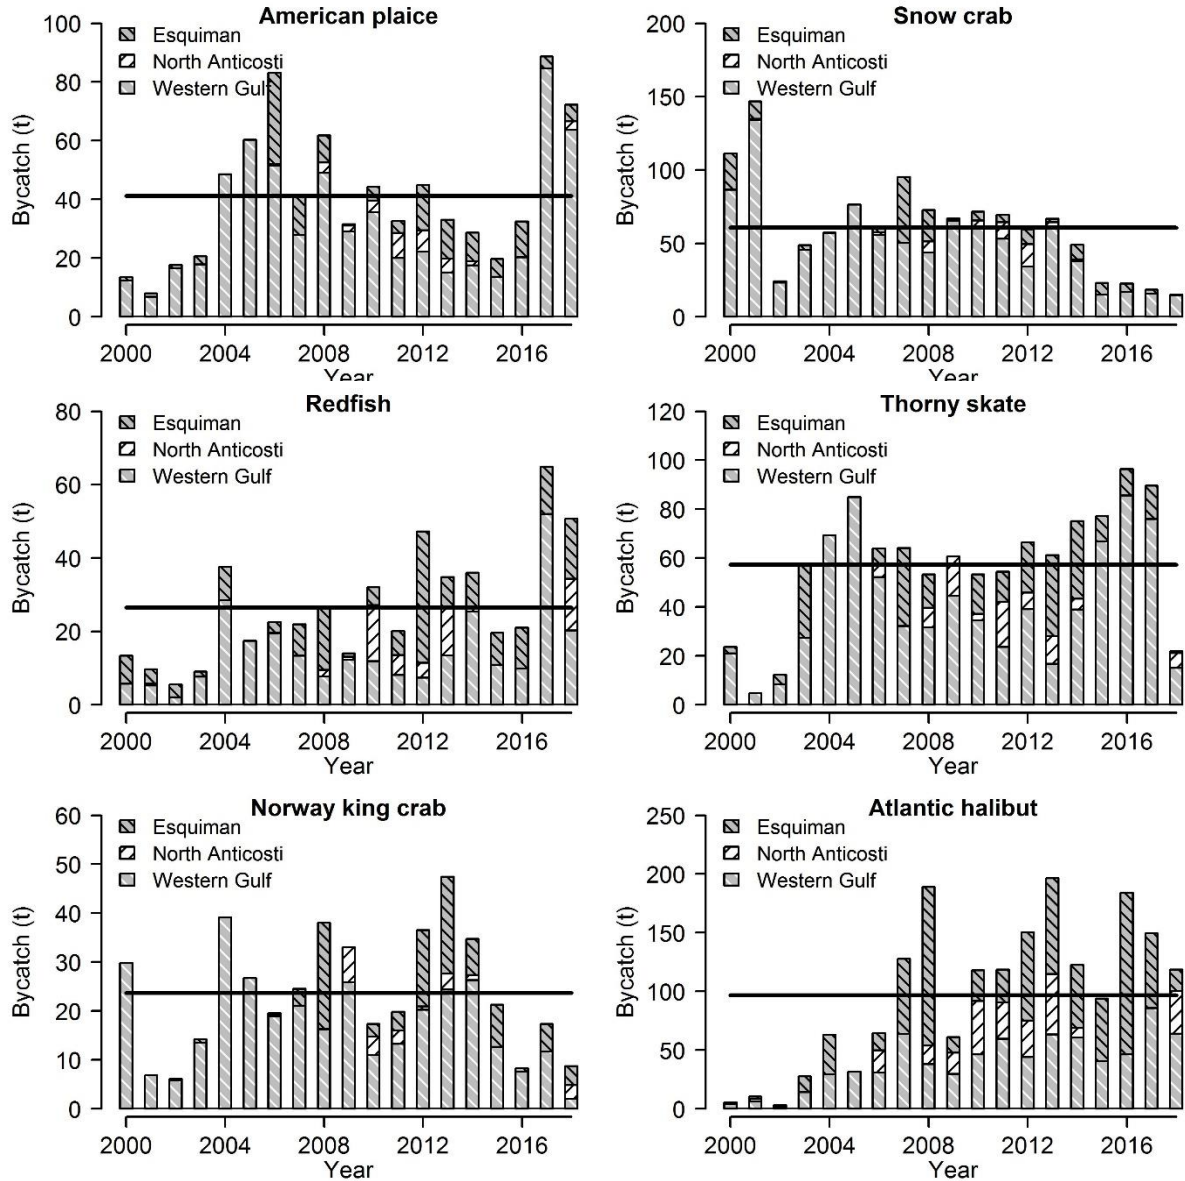 American plaice
Esquiman
North Anticosti
Western Gulf
Bycatch (t)
100
80
60
40
20
0
2000 2004 2008 2012 2016
Year
Snow crab
Esquiman
North Anticosti
Western Gulf
Bycatch (t)
200
150
100
50
0
2000 2004 2008 2012 2016
Year
Redfish
Esquiman
North Anticosti
Western Gulf
Bycatch (t)
80
60
40
20
0
2000 2004 2008 2012 2016
Year
Thorny skate
Esquiman
North Anticosti
Western Gulf
Bycatch (t)
120
100
80
60
40
20
0
2000 2004 2008 2012 2016
Year
Norway king crab
Esquiman
North Anticosti
Western Gulf
Bycatch (t)
60
50
40
30
20
10
0
2000 2004 2008 2012 2016
Year
Atlantic halibut
Esquiman
North Anticosti
Western Gulf
Bycatch (t)
250
200
150
100
50
0
2000 2004 2008 2012 2016
Year